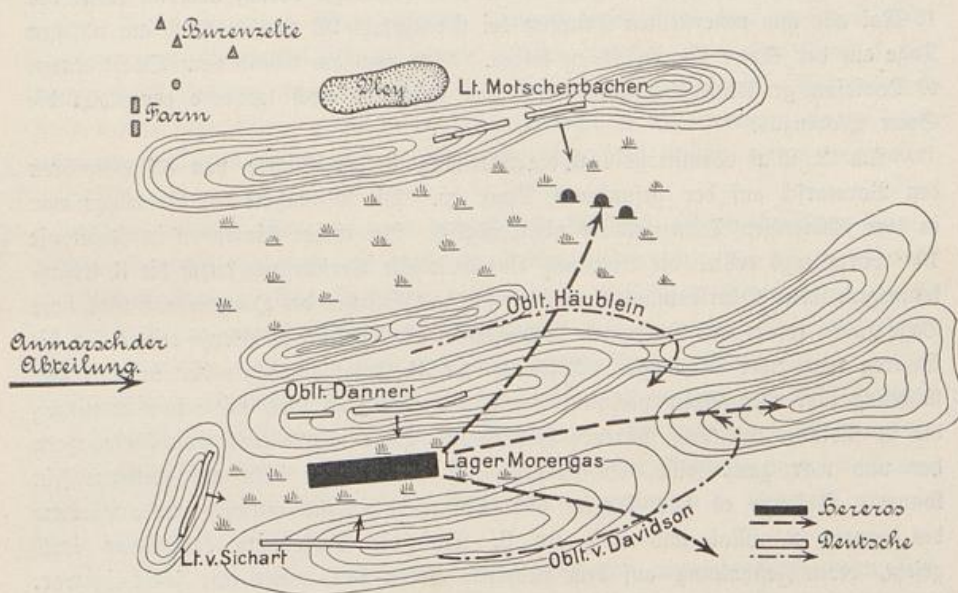 Burenzelte
Farm
Vley
Lt. Motschenbachen
Oblt. Häublein
Anmarsch der
Abteilung.
Oblt. Dannert
Lager Morengas
Lt.v.Sichart
Oblt.v.Davidson
Hereros
Deutsche